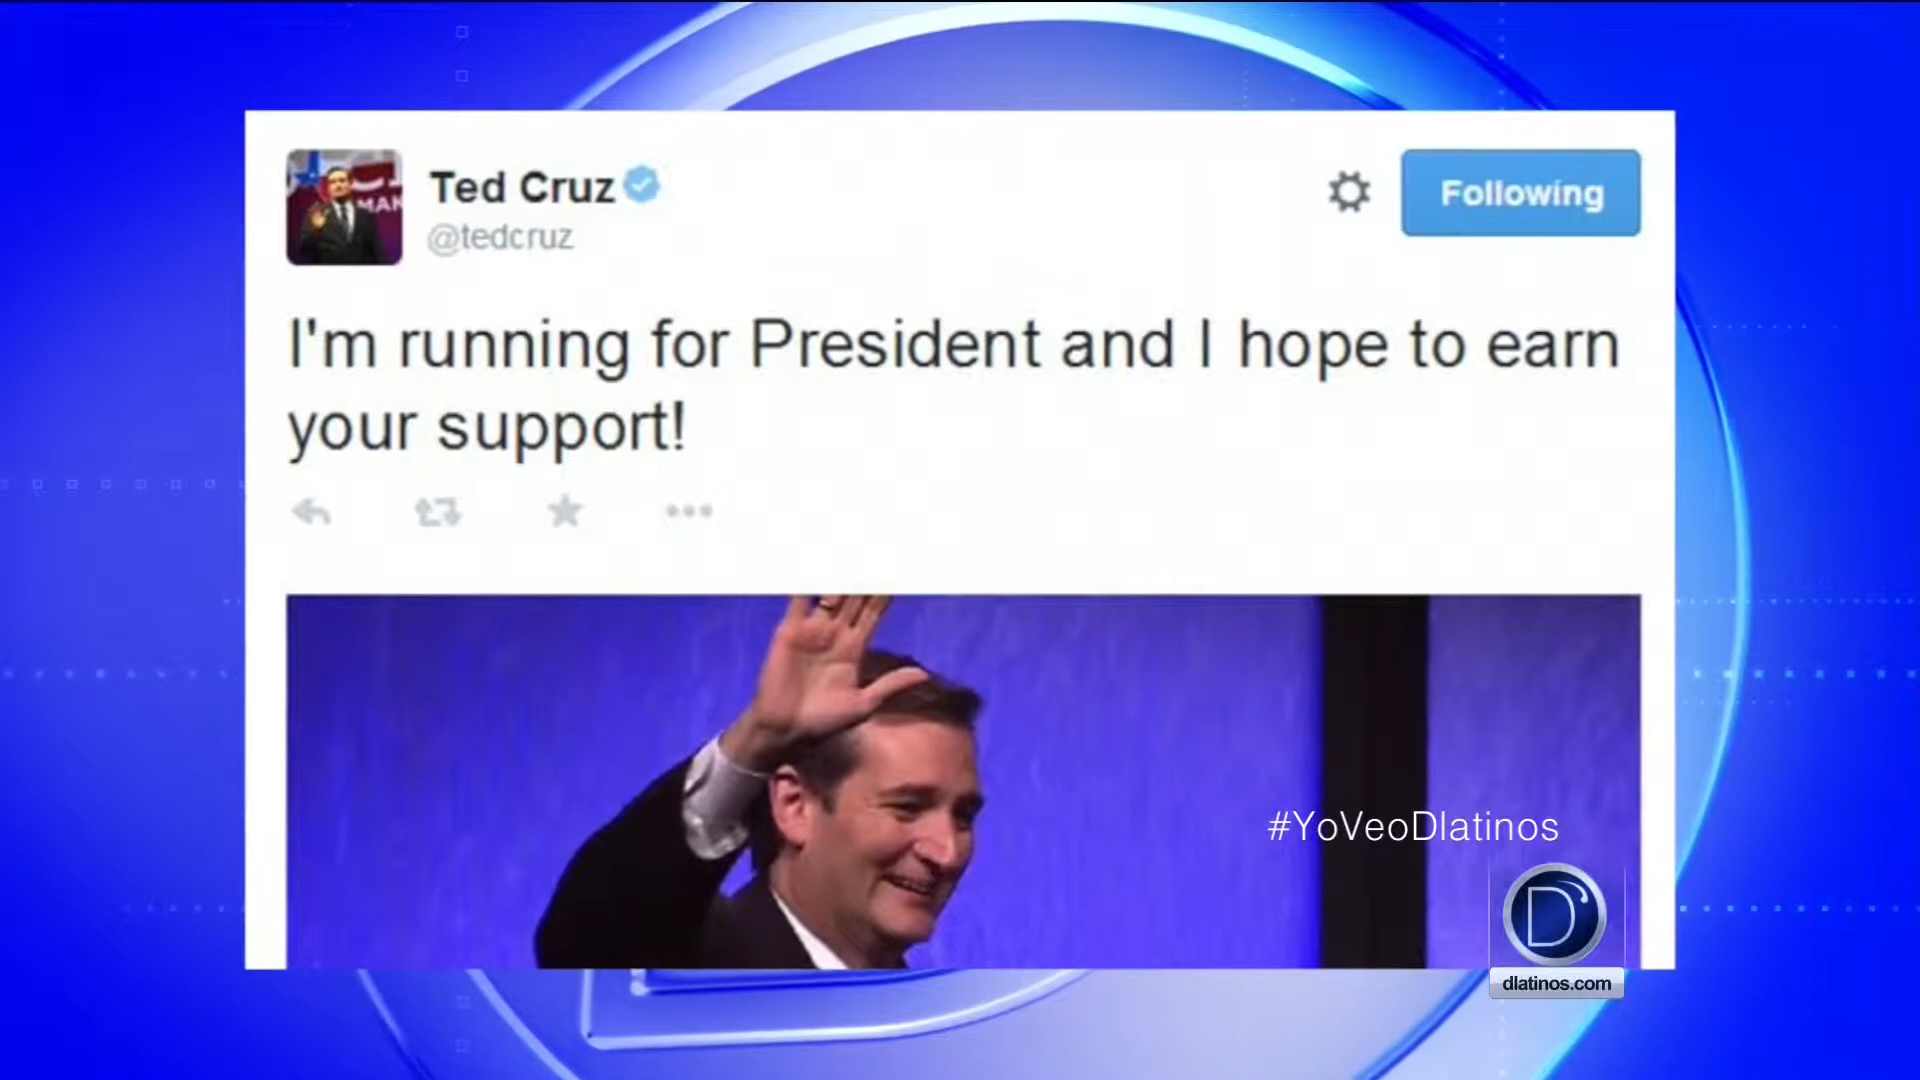 Ted Cruz
@tedcruz
Following
I'm running for President and I hope to earn
your support!
#YoVeoDlatinos
D
dlatinos.com